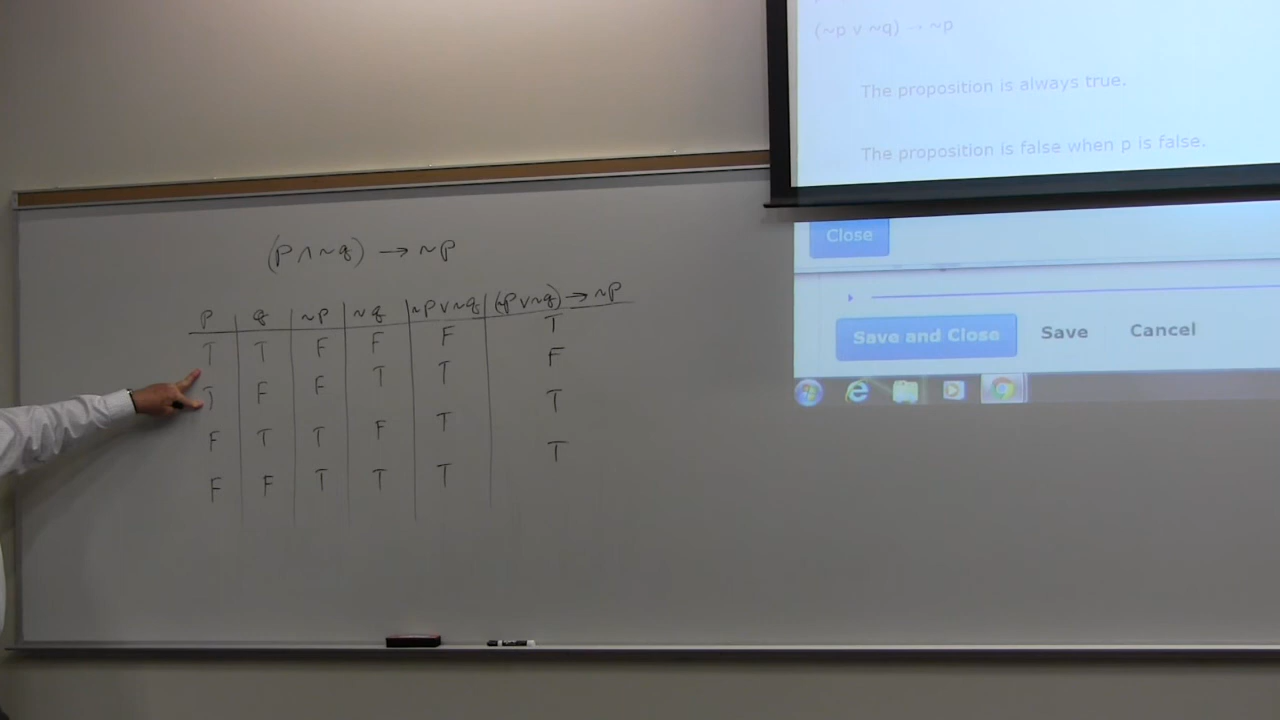 (p ∧ ~q) → ~p
p q ~p ~q ~p∨~q (~p∨~q) → ~p
T T F F F T
T F F T T F
F T T F T T
F F T T T T
(~p ∨ ~q) → ~p
The proposition is always true.
The proposition is false when p is false.
Close
Save and Close Save Cancel